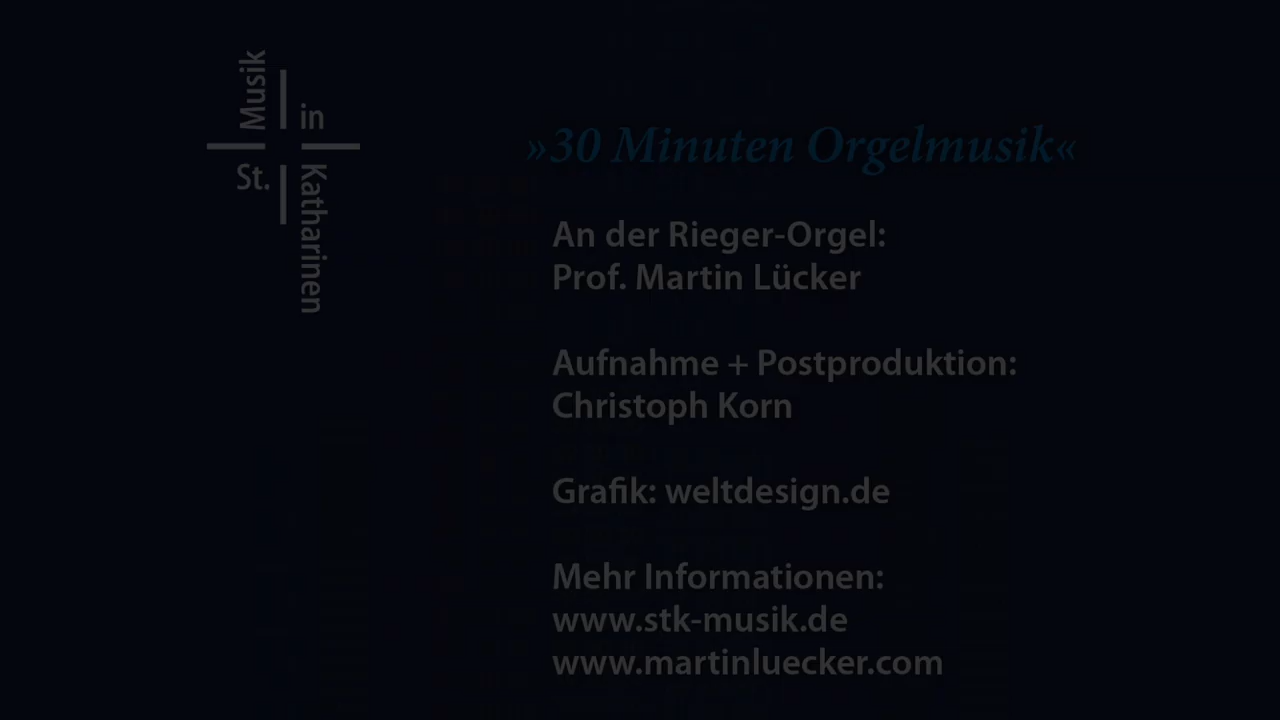 Musik
in
St.
Katharinen
»30 Minuten Orgelmusik«
An der Rieger-Orgel:
Prof. Martin Lücker
Aufnahme + Postproduktion:
Christoph Korn
Grafik: weltdesign.de
Mehr Informationen:
www.stk-musik.de
www.martinluecker.com